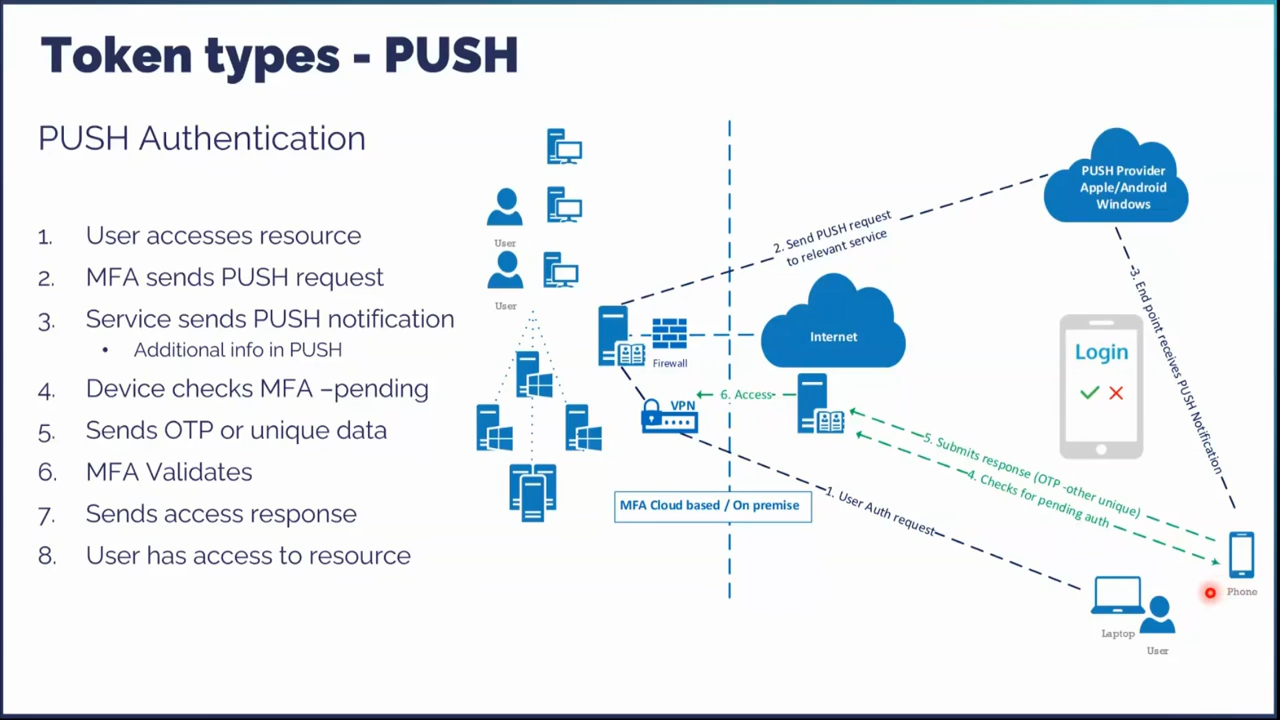 Token types - PUSH
PUSH Authentication
1. User accesses resource
2. MFA sends PUSH request
3. Service sends PUSH notification
• Additional info in PUSH
4. Device checks MFA –pending
5. Sends OTP or unique data
6. MFA Validates
7. Sends access response
8. User has access to resource
User
User
Firewall
VPN
MFA Cloud based / On premise
2. Send PUSH request
to relevant service
PUSH Provider
Apple/Android
Windows
Internet
3. End point receives PUSH Notification
Login
6. Access
5. Submits response (OTP -other unique)
4. Checks for pending auth
1. User Auth request
Phone
Laptop
User